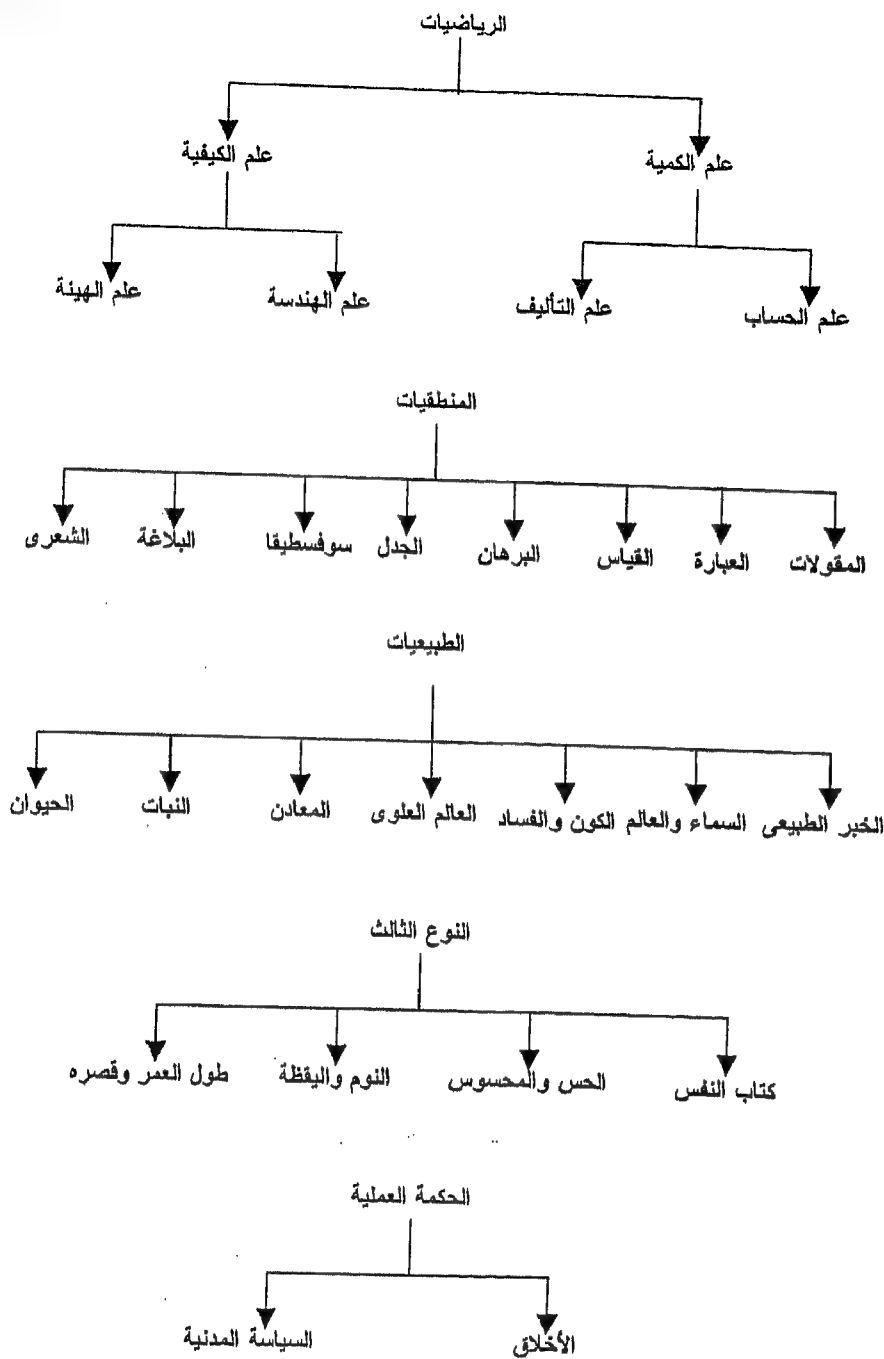 الرياضيات
علم الكمية علم الكيفية
علم الحساب علم التأليف علم الهندسة علم الهيئة
المنطقيات
المقولات العبارة القياس البرهان الجدل سوفسطيقا البلاغة الشعرى
الطبيعيات
الخبر الطبيعى السماء والعالم الكون والفساد العالم العلوى المعادن النبات الحيوان
النوع الثالث
كتاب النفس الحس والمحسوس النوم واليقظة طول العمر وقصره
الحكمة العملية
الأخلاق السياسة المدنية